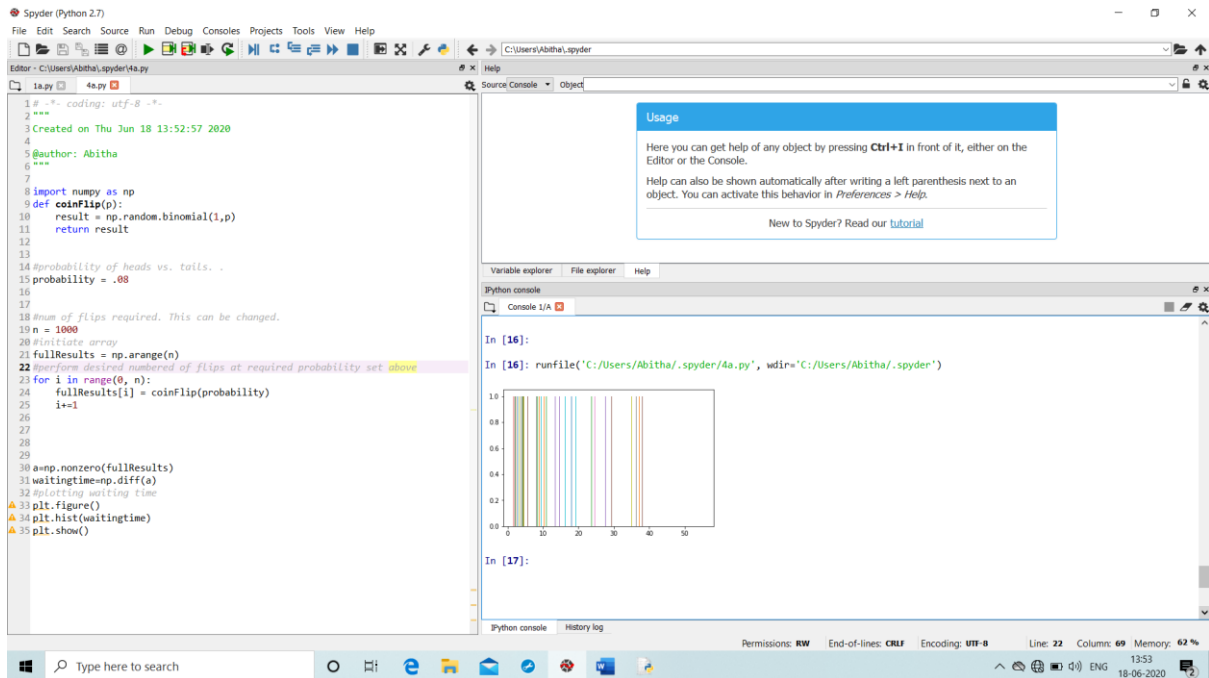 Spyder (Python 2.7)
File Edit Search Source Run Debug Consoles Projects Tools View Help
C:\Users\Abitha\.spyder
Editor - C:\Users\Abitha\.spyder\4a.py
1a.py 4a.py
1 # -*- coding: utf-8 -*-
2 """
3 Created on Thu Jun 18 13:52:57 2020
4
5 @author: Abitha
6 """
7
8 import numpy as np
9 def coinFlip(p):
10 result = np.random.binomial(1,p)
11 return result
12
13
14 #probability of heads vs. tails. .
15 probability = .08
16
17
18 #num of flips required. This can be changed.
19 n = 1000
20 #initiate array
21 fullResults = np.arange(n)
22 #perform desired numbered of flips at required probability set above
23 for i in range(0, n):
24 fullResults[i] = coinFlip(probability)
25 i+=1
26
27
28
29
30 a=np.nonzero(fullResults)
31 waitingtime=np.diff(a)
32 #plotting waiting time
33 plt.figure()
34 plt.hist(waitingtime)
35 plt.show()
Help
Source Console Object
Usage
Here you can get help of any object by pressing Ctrl+I in front of it, either on the
Editor or the Console.
Help can also be shown automatically after writing a left parenthesis next to an
object. You can activate this behavior in Preferences > Help.
New to Spyder? Read our tutorial
Variable explorer File explorer Help
IPython console
Console 1/A
In [16]:
In [16]: runfile('C:/Users/Abitha/.spyder/4a.py', wdir='C:/Users/Abitha/.spyder')
1.0
0.8
0.6
0.4
0.2
0.0
0 10 20 30 40 50
In [17]:
IPython console History log
Permissions: RW End-of-lines: CRLF Encoding: UTF-8 Line: 22 Column: 69 Memory: 62 %
Type here to search
ENG
13:53
18-06-2020
2